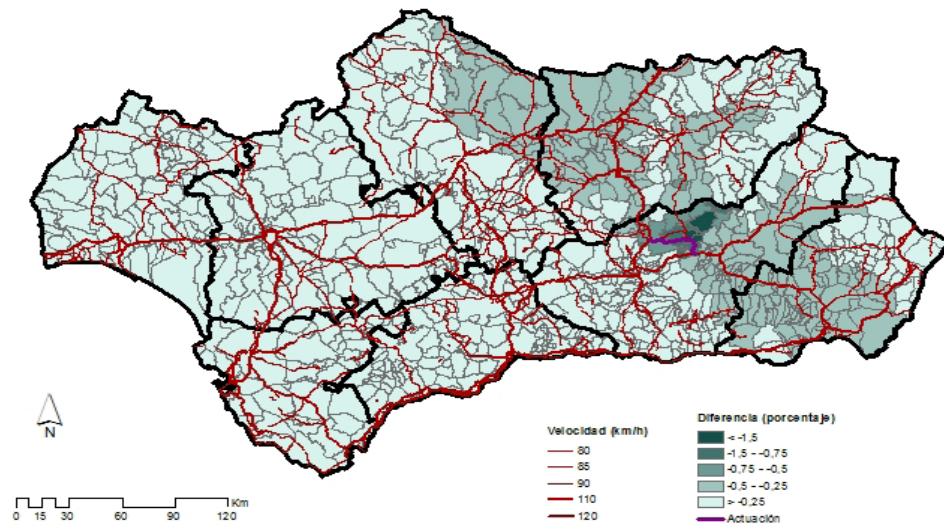 N
Km
0 15 30 60 90 120
Velocidad (km/h)
80
85
90
110
120
Diferencia (porcentaje)
< -1,5
-1,5 - -0,75
-0,75 - -0,5
-0,5 - -0,25
> -0,25
Actuación